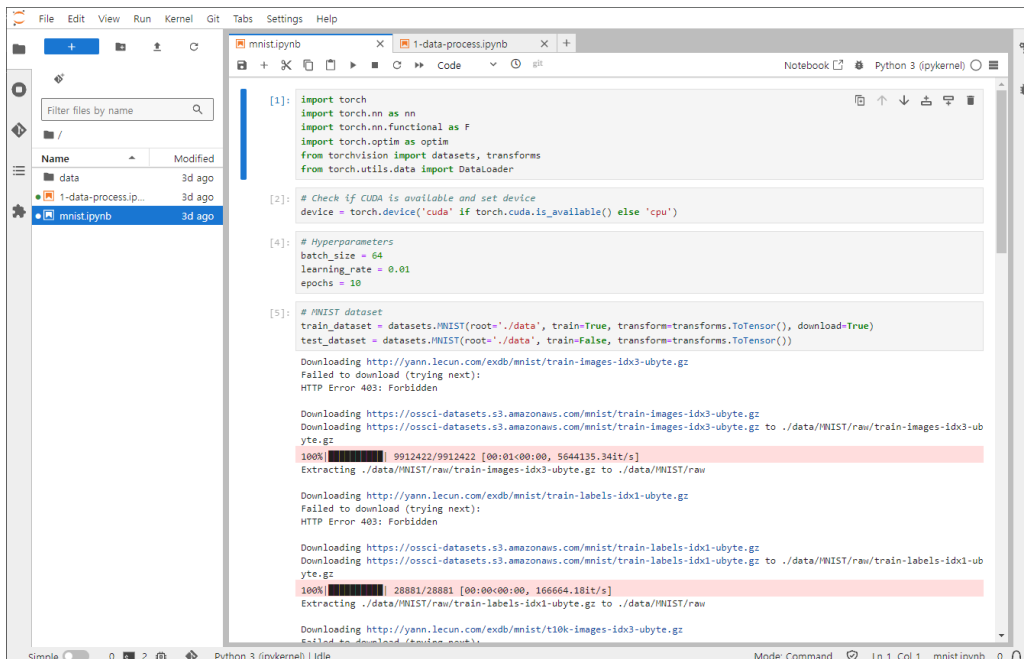 File Edit View Run Kernel Git Tabs Settings Help
mnist.ipynb
1-data-process.ipynb
Code
git
Notebook
Python 3 (ipykernel)
Filter files by name
/
Name Modified
data 3d ago
1-data-process.ip... 3d ago
mnist.ipynb 3d ago
[1]: import torch
import torch.nn as nn
import torch.nn.functional as F
import torch.optim as optim
from torchvision import datasets, transforms
from torch.utils.data import DataLoader
[2]: # Check if CUDA is available and set device
device = torch.device('cuda' if torch.cuda.is_available() else 'cpu')
[4]: # Hyperparameters
batch_size = 64
learning_rate = 0.01
epochs = 10
[5]: # MNIST dataset
train_dataset = datasets.MNIST(root='./data', train=True, transform=transforms.ToTensor(), download=True)
test_dataset = datasets.MNIST(root='./data', train=False, transform=transforms.ToTensor())
Downloading http://yann.lecun.com/exdb/mnist/train-images-idx3-ubyte.gz
Failed to download (trying next):
HTTP Error 403: Forbidden
Downloading https://ossci-datasets.s3.amazonaws.com/mnist/train-images-idx3-ubyte.gz
Downloading https://ossci-datasets.s3.amazonaws.com/mnist/train-images-idx3-ubyte.gz to ./data/MNIST/raw/train-images-idx3-ub
yte.gz
100%|██████████| 9912422/9912422 [00:01<00:00, 5644135.34it/s]
Extracting ./data/MNIST/raw/train-images-idx3-ubyte.gz to ./data/MNIST/raw
Downloading http://yann.lecun.com/exdb/mnist/train-labels-idx1-ubyte.gz
Failed to download (trying next):
HTTP Error 403: Forbidden
Downloading https://ossci-datasets.s3.amazonaws.com/mnist/train-labels-idx1-ubyte.gz
Downloading https://ossci-datasets.s3.amazonaws.com/mnist/train-labels-idx1-ubyte.gz to ./data/MNIST/raw/train-labels-idx1-ub
yte.gz
100%|██████████| 28881/28881 [00:00<00:00, 166664.18it/s]
Extracting ./data/MNIST/raw/train-labels-idx1-ubyte.gz to ./data/MNIST/raw
Downloading http://yann.lecun.com/exdb/mnist/t10k-images-idx3-ubyte.gz
Failed to download (trying next):
Simple 0 2 Python 3 (ipykernel) | Idle Mode: Command Ln 1, Col 1 mnist.ipynb 0